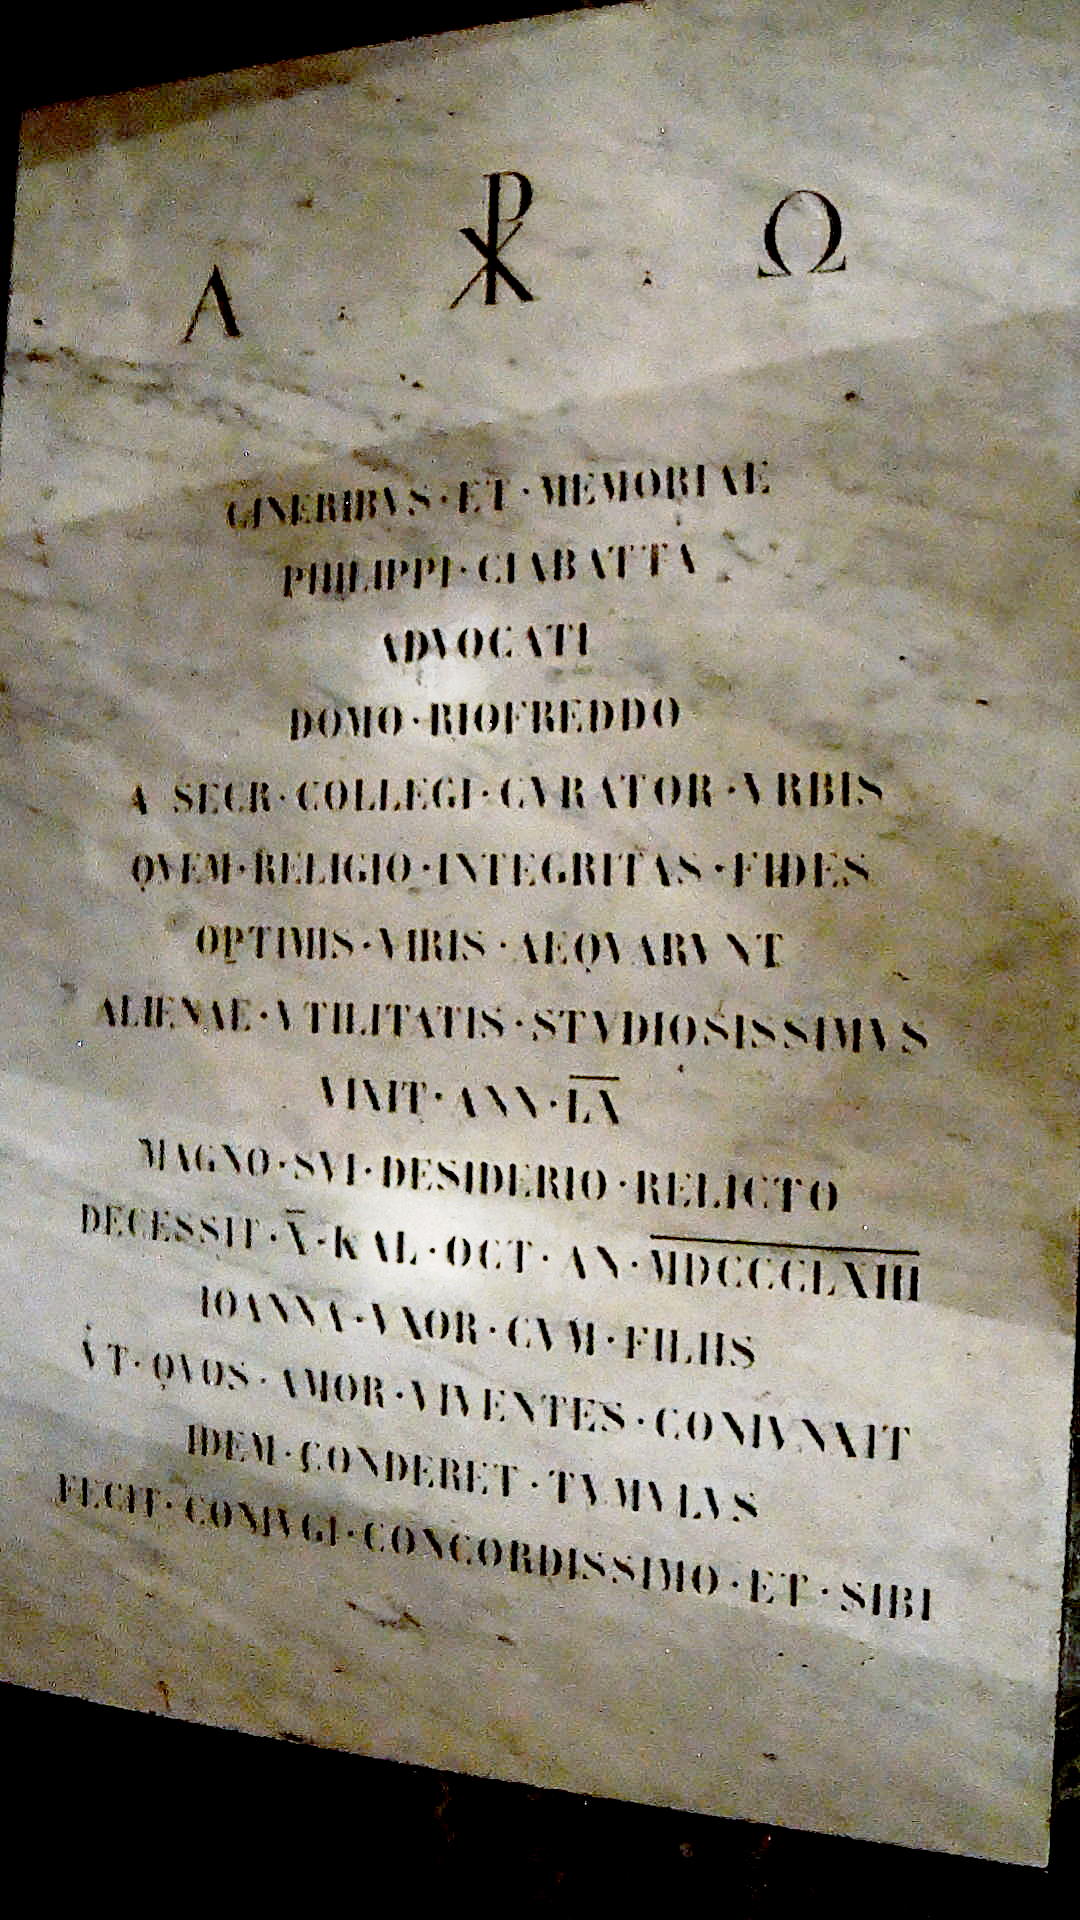 Α · ☧ · Ω
CINERIBVS · ET · MEMORIAE
PHILIPPI · CIABATTA
ADVOCATI
DOMO · RIOFREDDO
A SECR · COLLEGI · CVRATOR · VRBIS
QVEM · RELIGIO · INTEGRITAS · FIDES
OPTIMIS · VIRIS · AEQVARVNT
ALIENAE · VTILITATIS · STVDIOSISSIMVS
VIXIT · ANN · L̅X̅
MAGNO · SVI · DESIDERIO · RELICTO
DECESSIT · X̅ · KAL · OCT · AN · M̅D̅C̅C̅C̅L̅X̅I̅I̅I̅
IOANNA · VXOR · CVM · FILIIS
VT · QVOS · AMOR · VIVENTES · CONIVNXIT
IDEM · CONDERET · TVMVLVS
FECIT · CONIVGI · CONCORDISSIMO · ET · SIBI